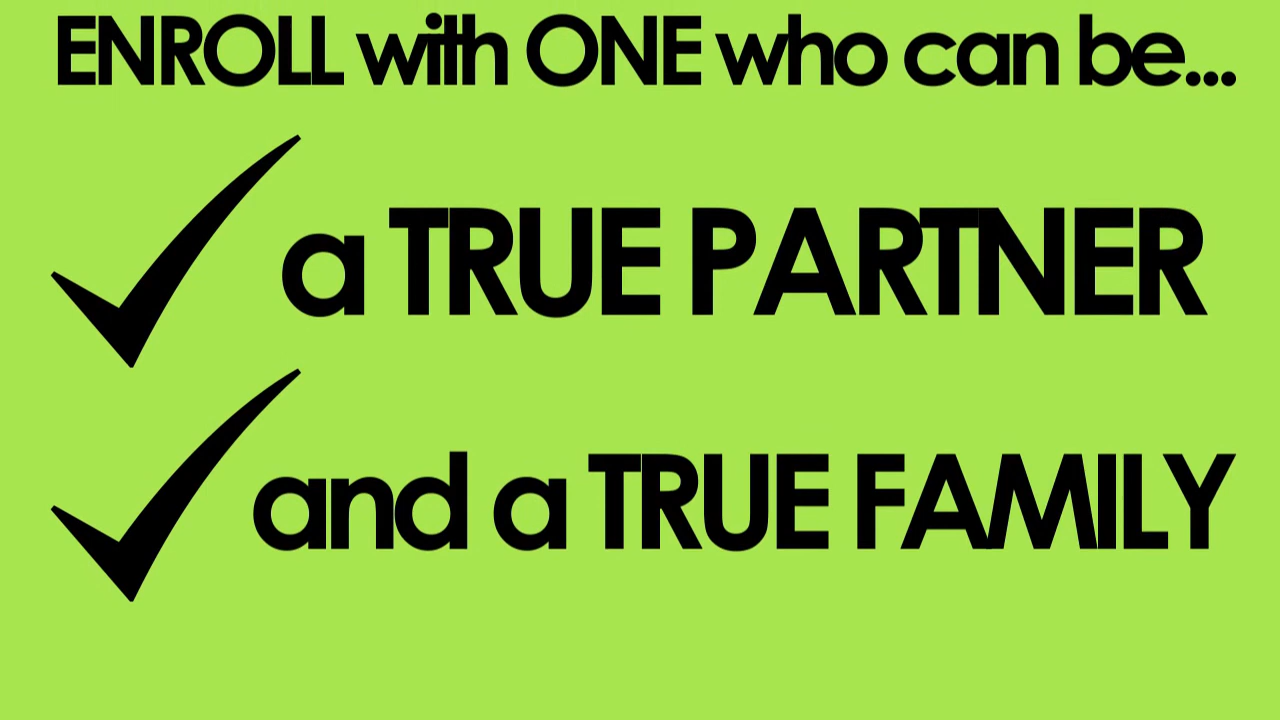 ENROLL with ONE who can be...
a TRUE PARTNER
and a TRUE FAMILY